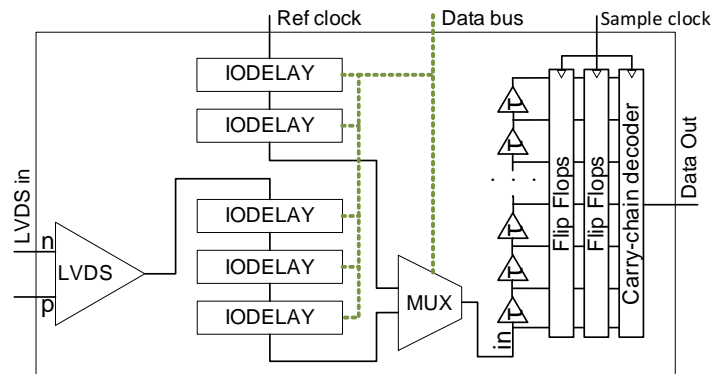 Ref clock
Data bus
Sample clock
IODELAY
IODELAY
LVDS in
n
p
LVDS
IODELAY
IODELAY
IODELAY
MUX
in
τ
τ
. . .
τ
τ
τ
Flip Flops
Flip Flops
Carry-chain decoder
Data Out